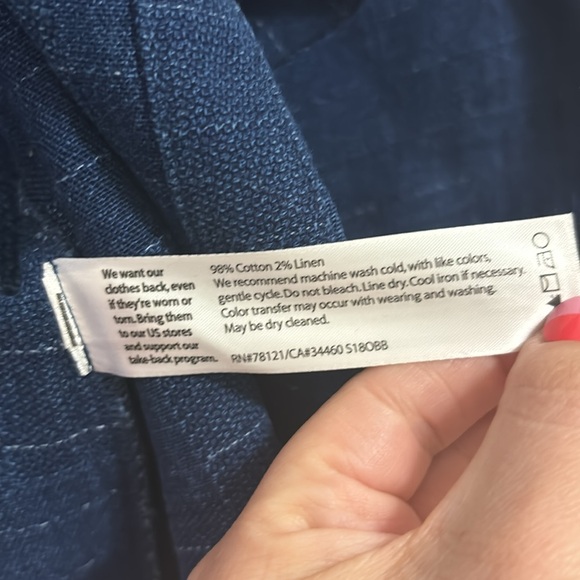 We want our
clothes back, even
if they're worn or
torn. Bring them
to our US stores
and support our
take-back program.
98% Cotton 2% Linen
We recommend machine wash cold, with like colors,
gentle cycle. Do not bleach. Line dry. Cool iron if necessary.
Color transfer may occur with wearing and washing.
May be dry cleaned.
RN#78121/CA#34460 S18OBB